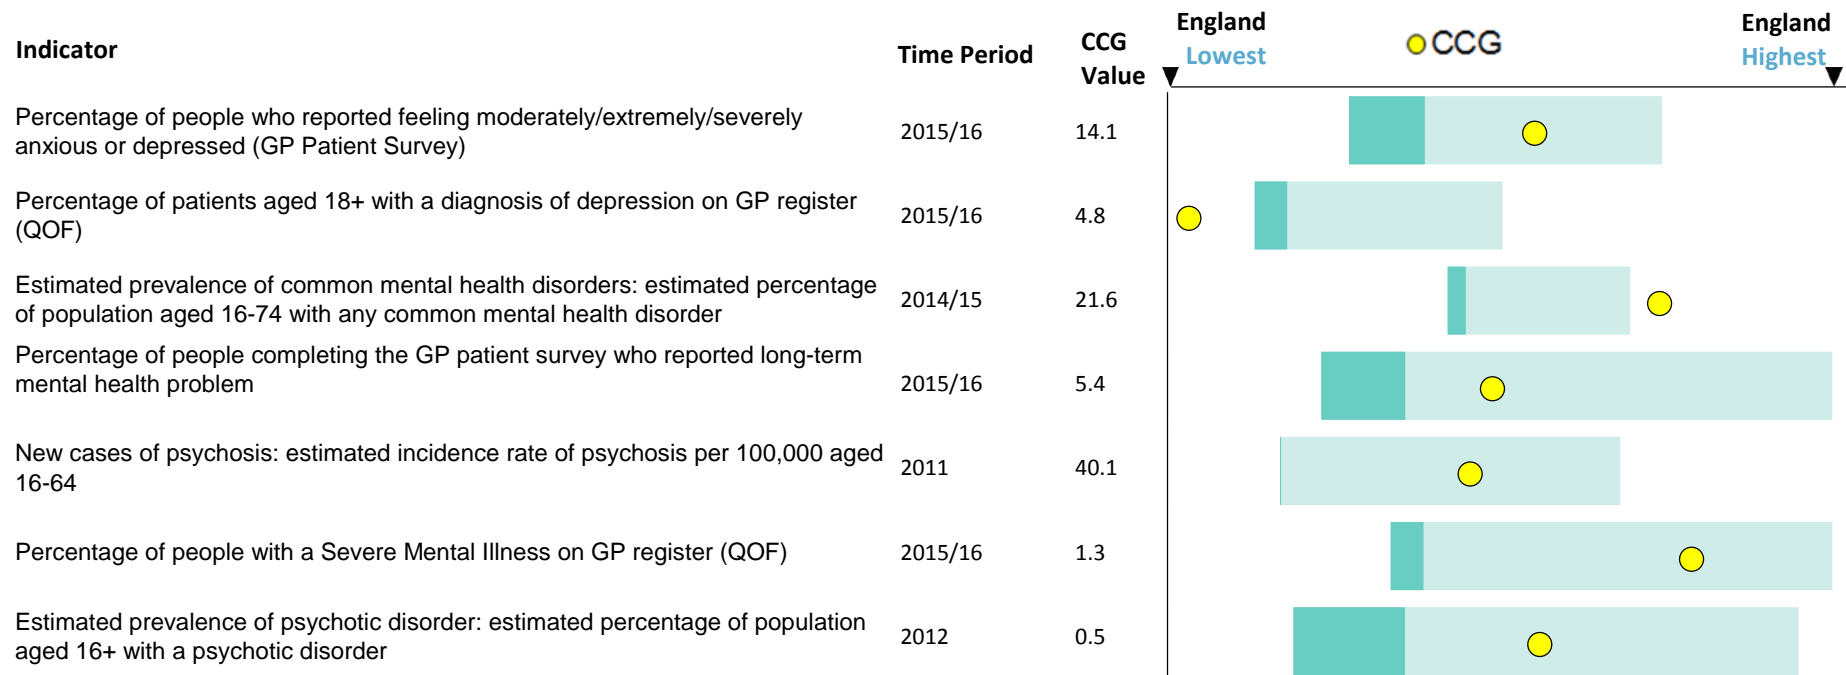 Indicator
Time Period
CCG
Value
England
Lowest
CCG
England
Highest
Percentage of people who reported feeling moderately/extremely/severely
anxious or depressed (GP Patient Survey)
2015/16
14.1
Percentage of patients aged 18+ with a diagnosis of depression on GP register
(QOF)
2015/16
4.8
Estimated prevalence of common mental health disorders: estimated percentage
of population aged 16-74 with any common mental health disorder
2014/15
21.6
Percentage of people completing the GP patient survey who reported long-term
mental health problem
2015/16
5.4
New cases of psychosis: estimated incidence rate of psychosis per 100,000 aged
16-64
2011
40.1
Percentage of people with a Severe Mental Illness on GP register (QOF)
2015/16
1.3
Estimated prevalence of psychotic disorder: estimated percentage of population
aged 16+ with a psychotic disorder
2012
0.5